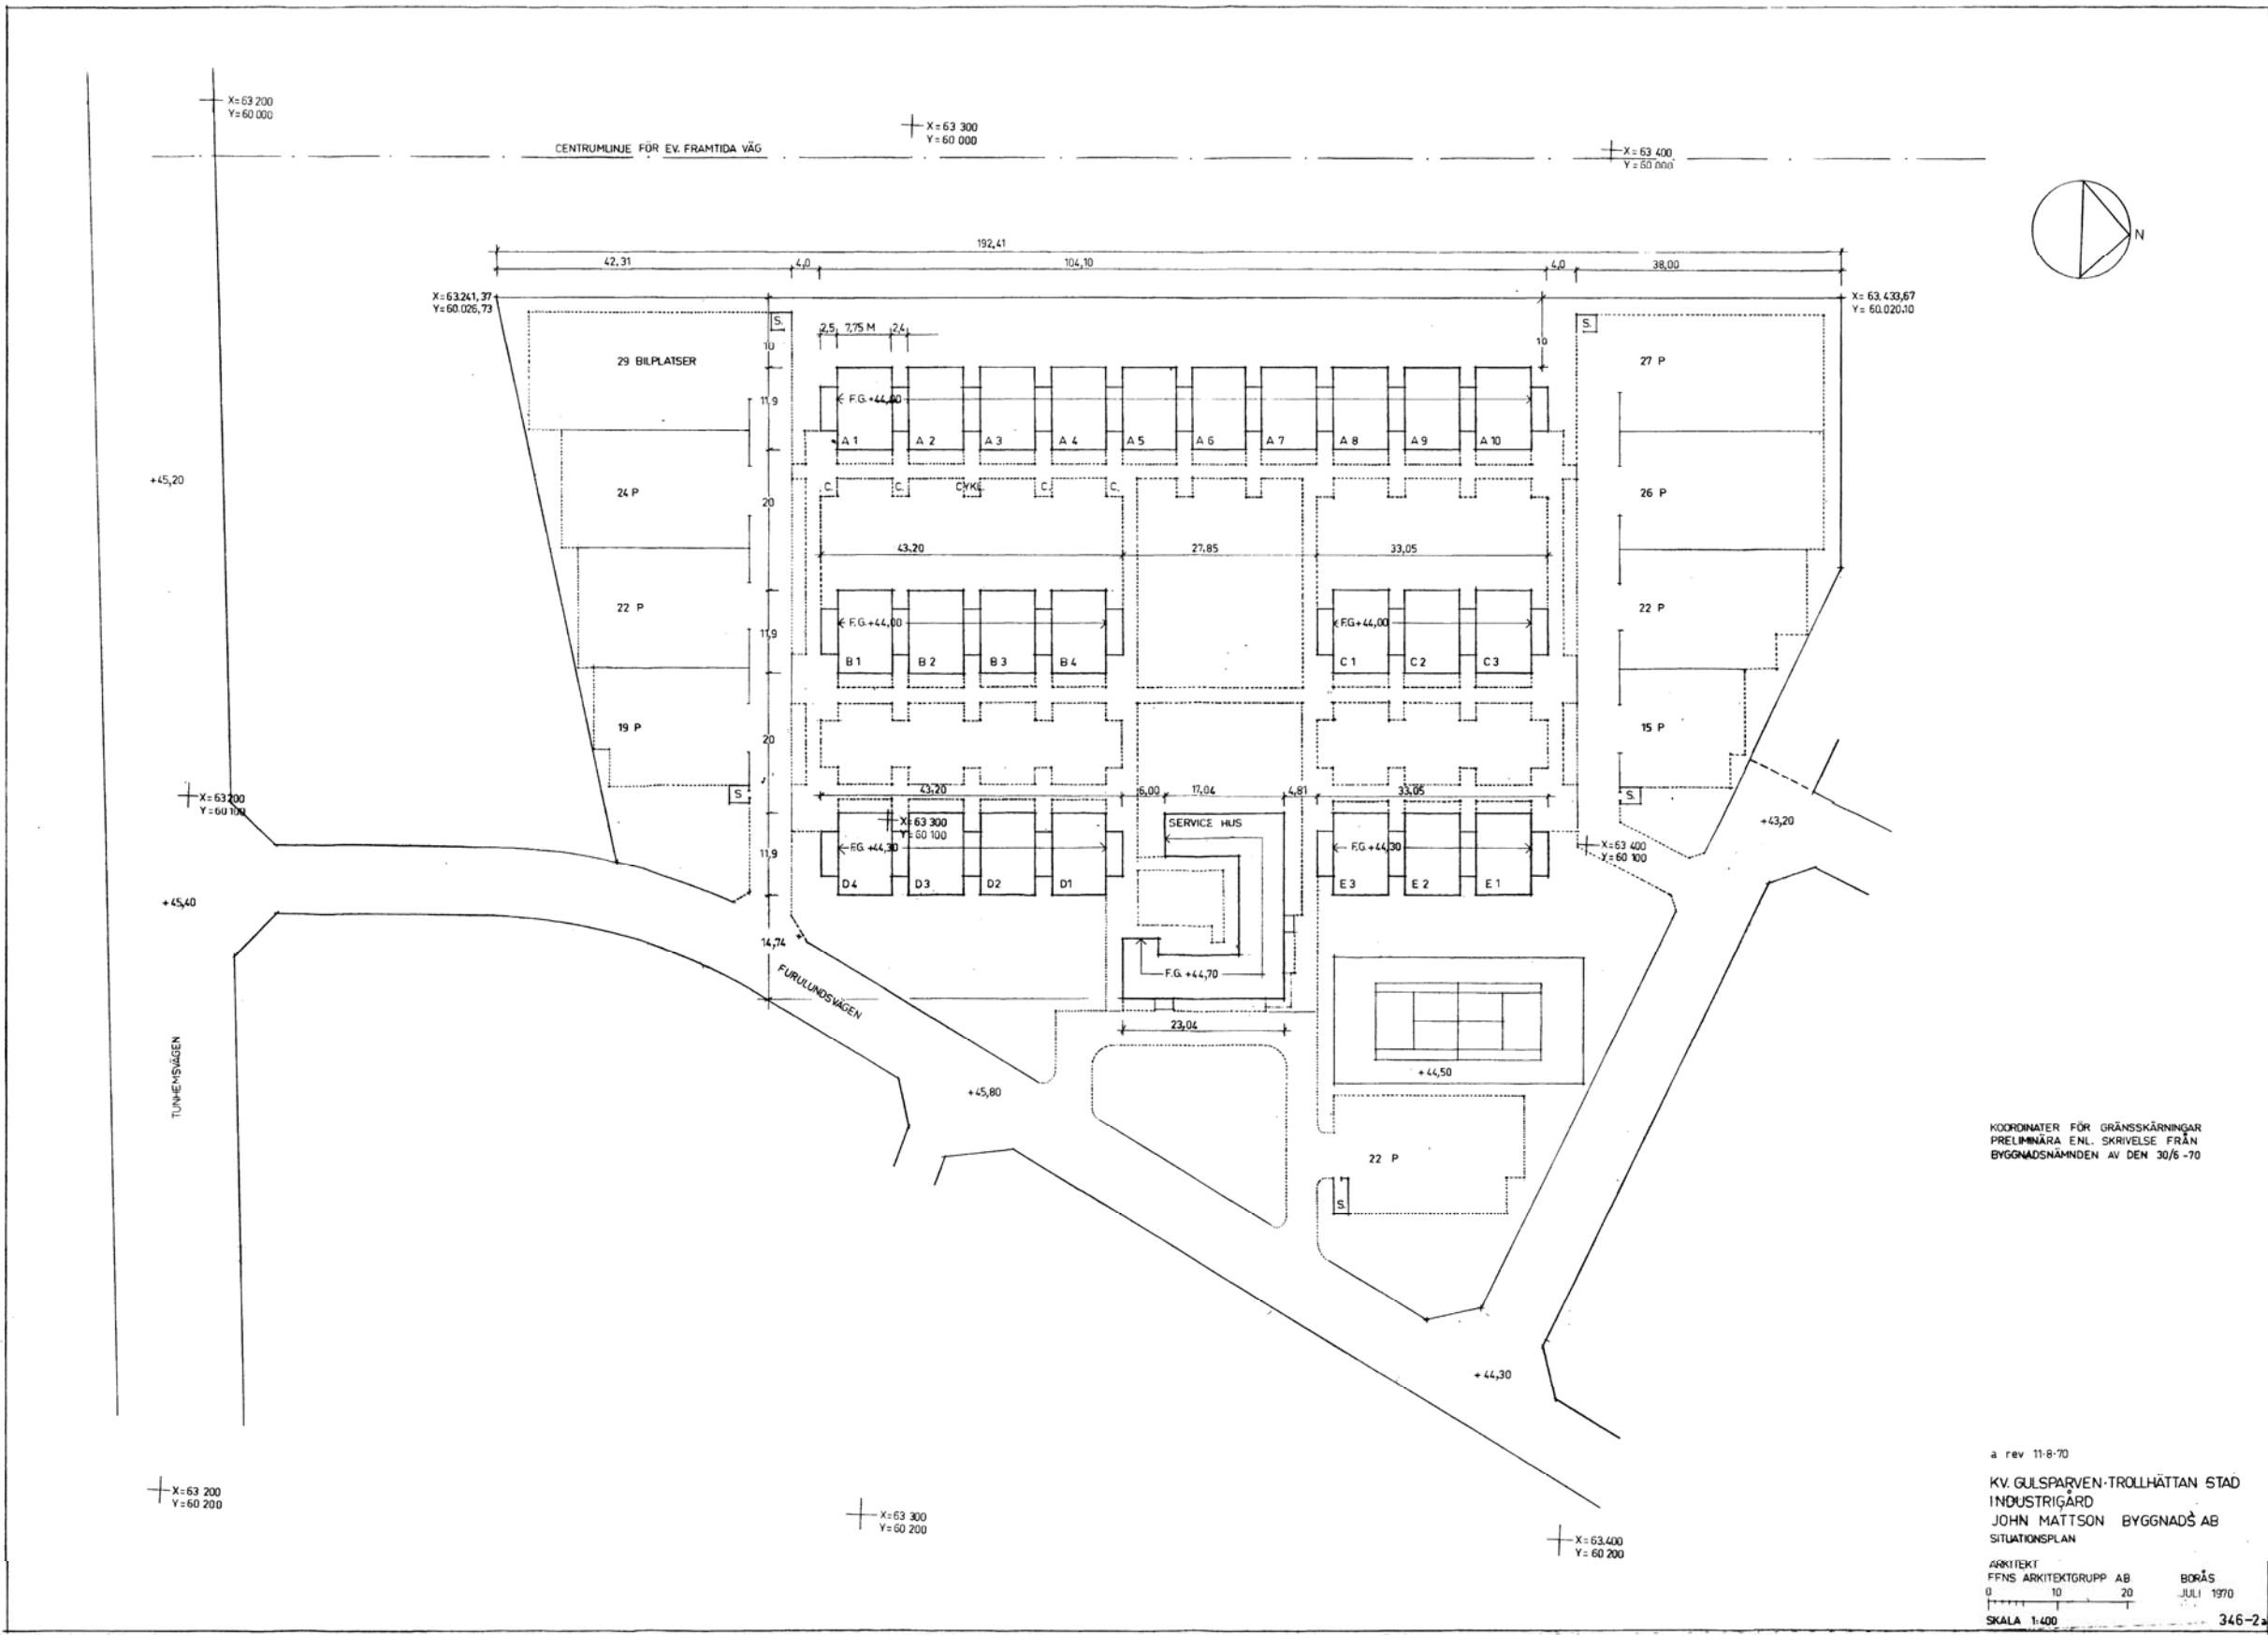 X=63 200
Y=60 000
X=63 300
Y=60 000
CENTRUMLINJE FÖR EV. FRAMTIDA VÄG
X=63 400
Y=60 000
N
192,41
42,31
4,0
104,10
4,0
38,00
X=63.241,37
Y=60.026,73
X= 63.433,67
Y= 60.020,10
S.
S.
2,5
7,75 M
2,4
10
10
29 BILPLATSER
27 P
11,9
F.G.+44,00
A 1
A 2
A 3
A 4
A 5
A 6
A 7
A 8
A 9
A 10
+45,20
24 P
20
C.
C.
CYKL.
C.
C.
26 P
43,20
27,85
33,05
22 P
11,9
F.G.+44,00
F.G+44,00
22 P
B 1
B 2
B 3
B 4
C 1
C 2
C 3
19 P
20
15 P
S
43,20
6,00
17,04
4,81
33,05
S.
X=63 200
Y=60 100
X=63 300
Y=60 100
SERVICE HUS
+43,20
11,9
F.G. +44,30
F.G.+44,30
X=63 400
Y=60 100
D4
D3
D2
D1
E 3
E 2
E 1
+45,40
14,74
FURULUNDSVÄGEN
F.G. +44,70
23,04
TUNHEMSVÄGEN
+45,80
+44,50
22 P
S.
KOORDINATER FÖR GRÄNSSKÄRNINGAR
PRELIMINÄRA ENL. SKRIVELSE FRÅN
BYGGNADSNÄMNDEN AV DEN 30/6 -70
+44,30
X=63 200
Y=60 200
X=63 300
Y=60 200
X=63.400
Y= 60 200
a rev 11-8-70
KV. GULSPARVEN·TROLLHÄTTAN STAD
INDUSTRIGÅRD
JOHN MATTSON BYGGNADS AB
SITUATIONSPLAN
ARKITEKT
FFNS ARKITEKTGRUPP AB BORÅS
0 10 20 JULI 1970
SKALA 1:400 346-2a